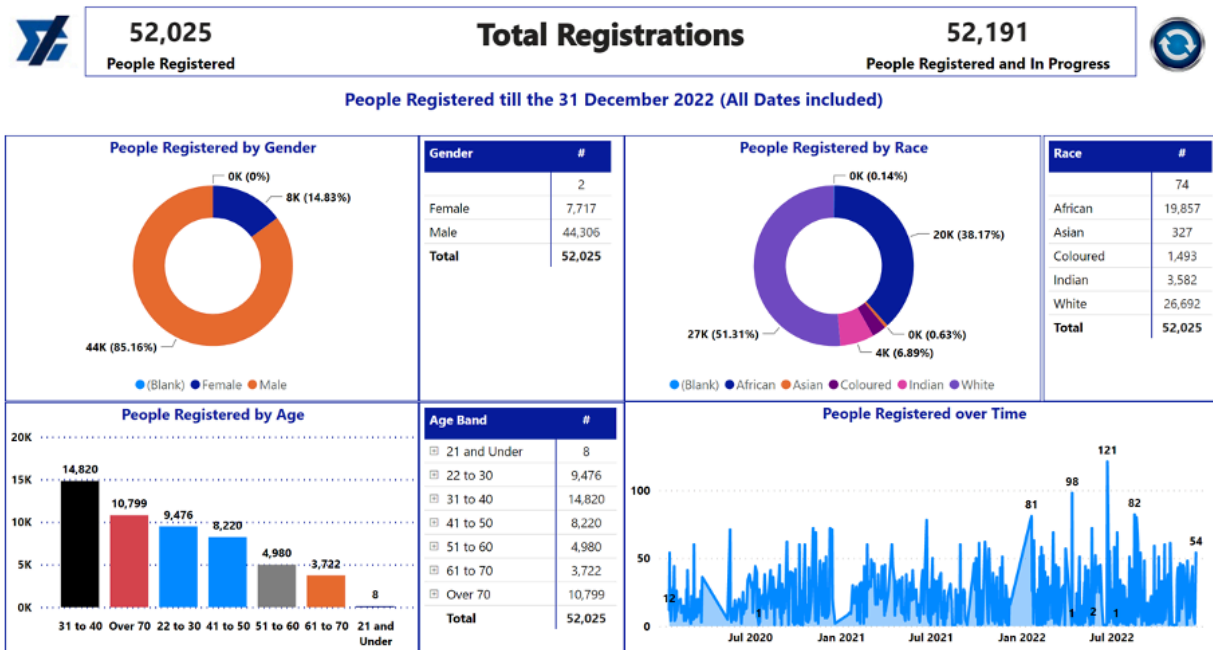 52,025
People Registered
Total Registrations
52,191
People Registered and In Progress
People Registered till the 31 December 2022 (All Dates included)
People Registered by Gender
0K (0%)
8K (14.83%)
44K (85.16%)
(Blank) Female Male
Gender #
2
Female 7,717
Male 44,306
Total 52,025
People Registered by Race
0K (0.14%)
20K (38.17%)
0K (0.63%)
4K (6.89%)
27K (51.31%)
(Blank) African Asian Coloured Indian White
Race #
74
African 19,857
Asian 327
Coloured 1,493
Indian 3,582
White 26,692
Total 52,025
People Registered by Age
20K
15K
10K
5K
0K
14,820
10,799
9,476
8,220
4,980
3,722
8
31 to 40 Over 70 22 to 30 41 to 50 51 to 60 61 to 70 21 and
Under
Age Band #
21 and Under 8
22 to 30 9,476
31 to 40 14,820
41 to 50 8,220
51 to 60 4,980
61 to 70 3,722
Over 70 10,799
Total 52,025
People Registered over Time
100
50
0
12
1
81
98
121
82
54
1
2
1
Jul 2020 Jan 2021 Jul 2021 Jan 2022 Jul 2022